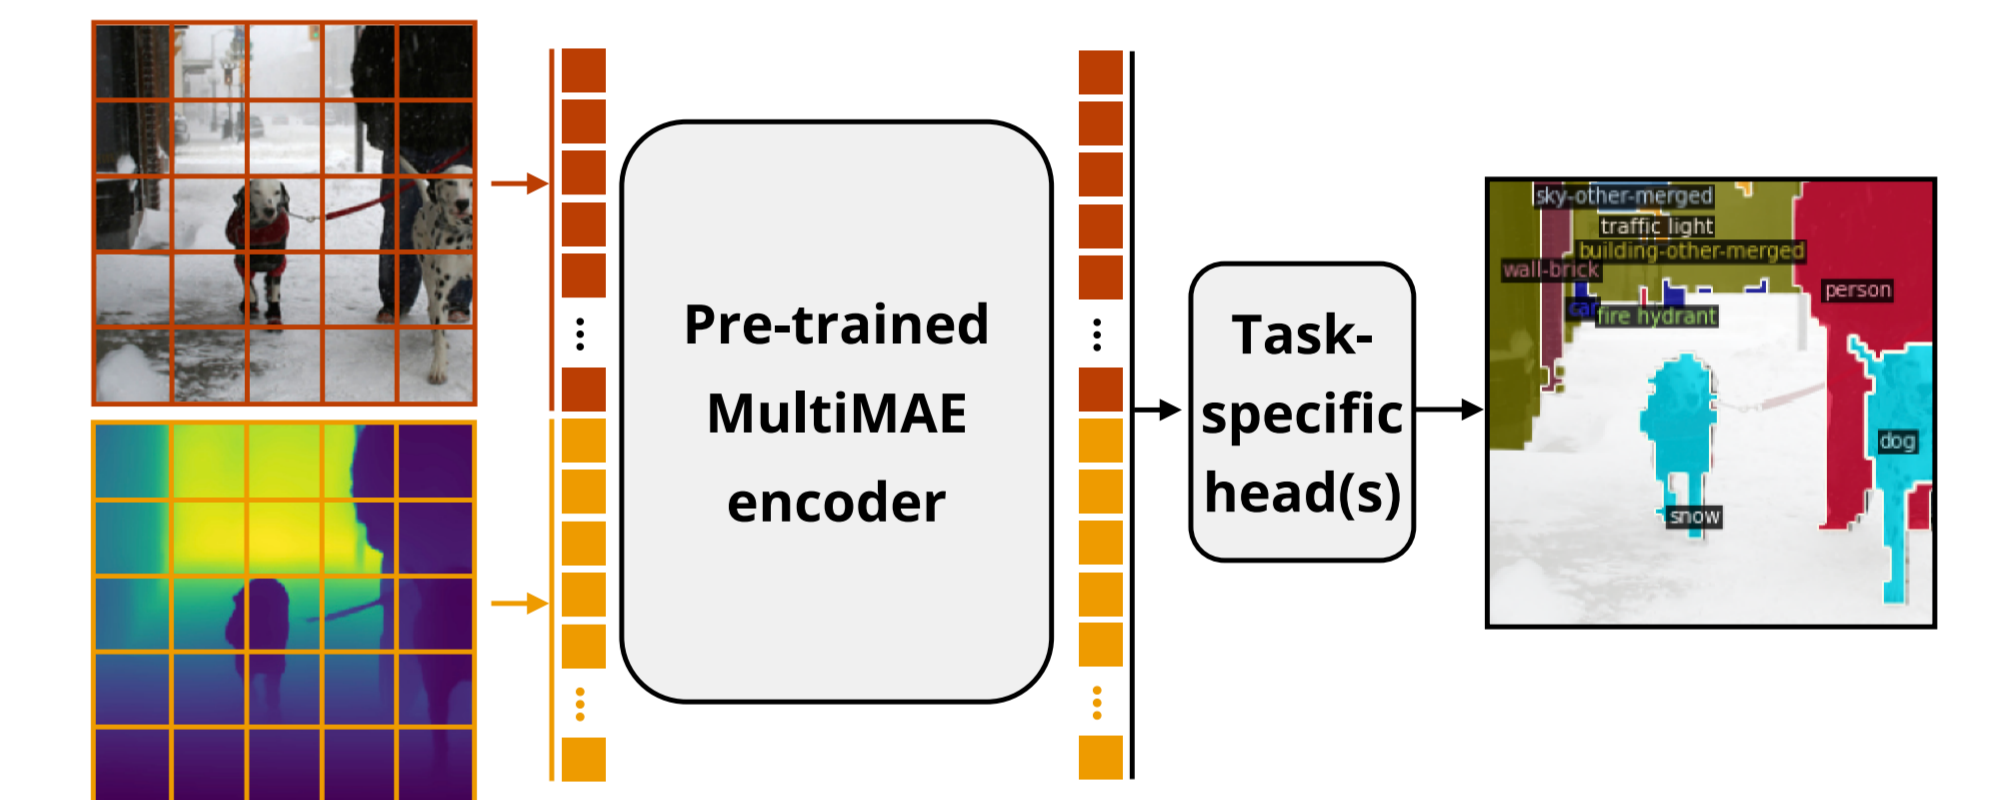 Pre-trained
MultiMAE
encoder
Task-
specific
head(s)
sky-other-merged
traffic light
building-other-merged
wall-brick
person
car
fire hydrant
dog
snow